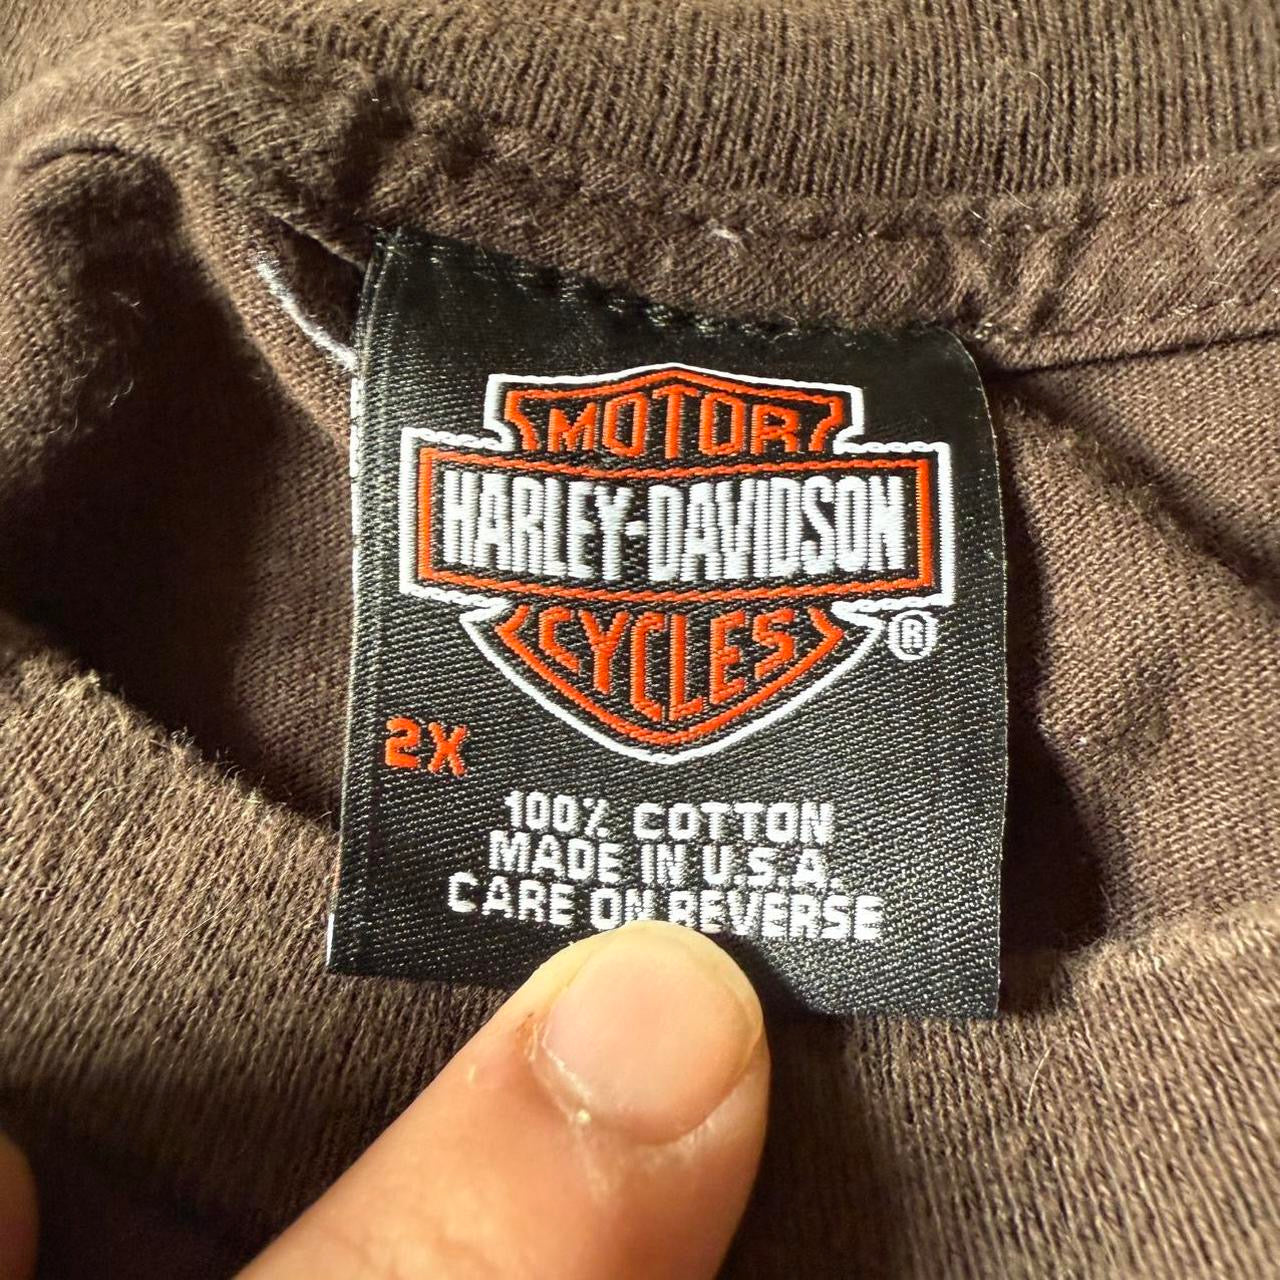 MOTOR
HARLEY-DAVIDSON
CYCLES
®
2X
100% COTTON
MADE IN U.S.A.
CARE ON REVERSE